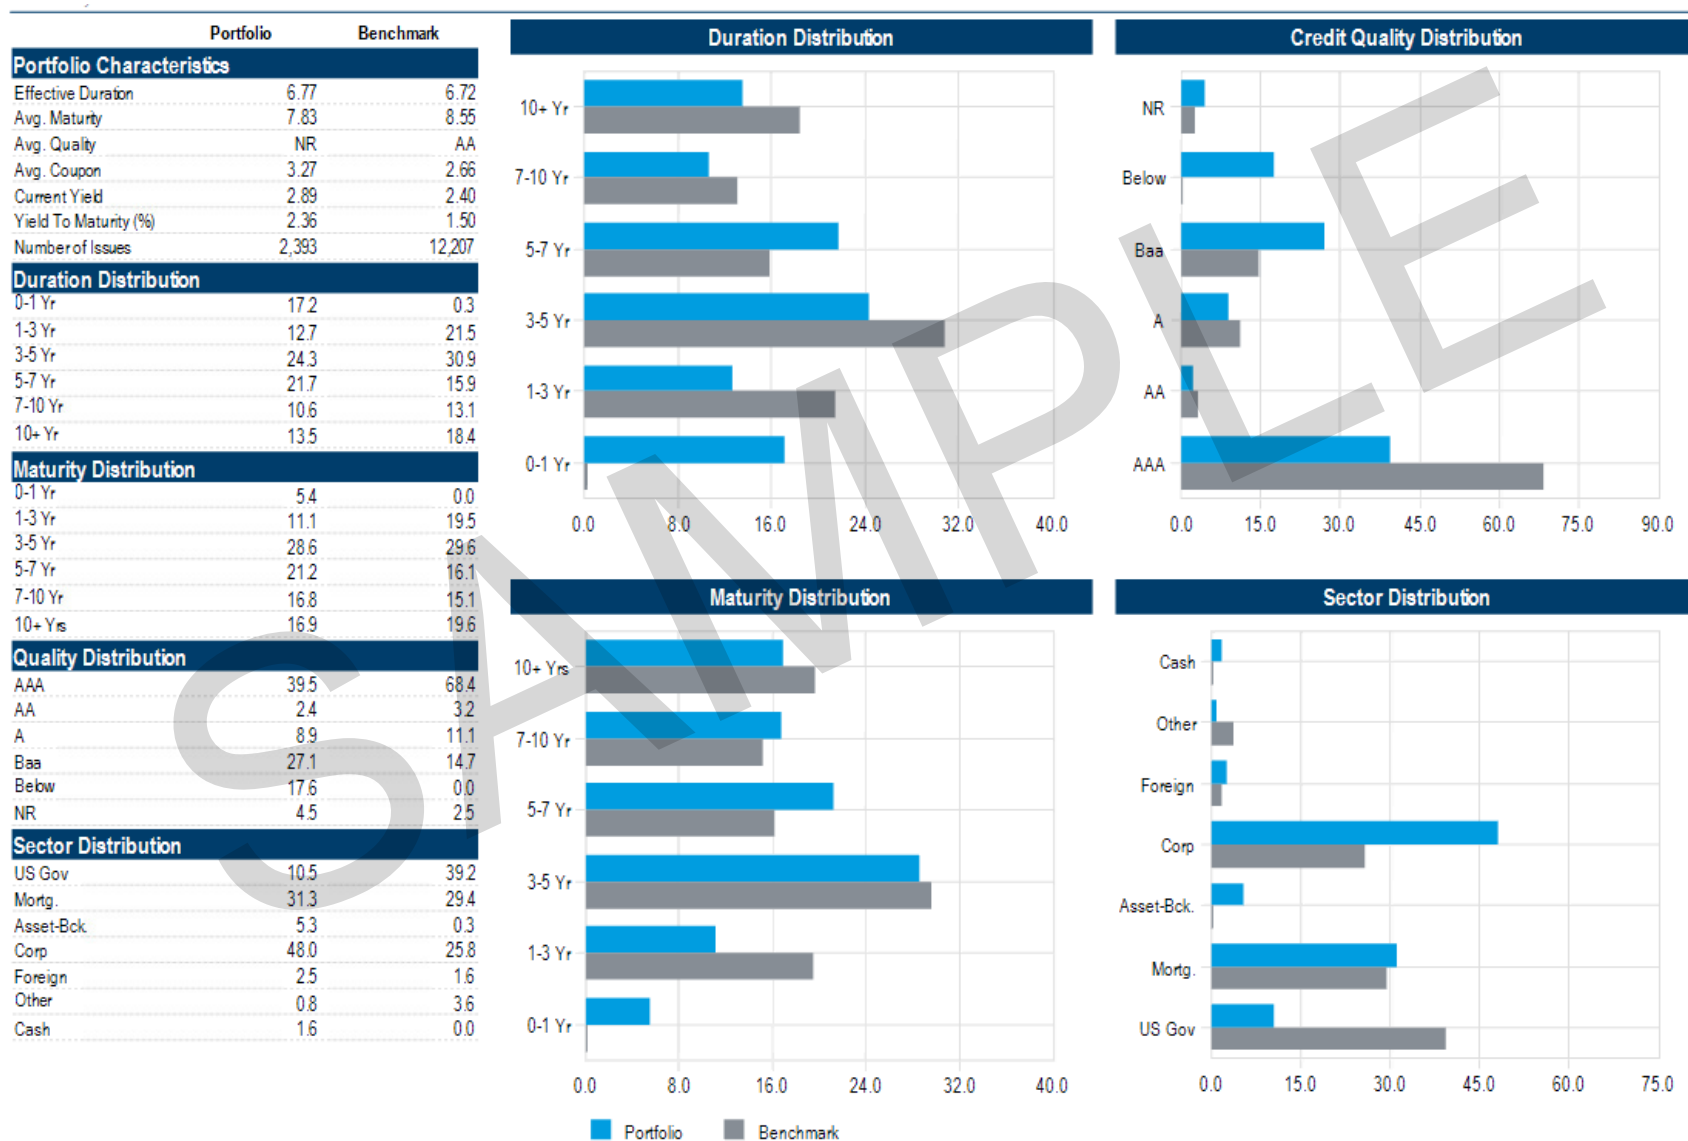 Portfolio Benchmark
Portfolio Characteristics
Effective Duration 6.77 6.72
Avg. Maturity 7.83 8.55
Avg. Quality NR AA
Avg. Coupon 3.27 2.66
Current Yield 2.89 2.40
Yield To Maturity (%) 2.36 1.50
Number of Issues 2,393 12,207
Duration Distribution
0-1 Yr 17.2 0.3
1-3 Yr 12.7 21.5
3-5 Yr 24.3 30.9
5-7 Yr 21.7 15.9
7-10 Yr 10.6 13.1
10+ Yr 13.5 18.4
Maturity Distribution
0-1 Yr 5.4 0.0
1-3 Yr 11.1 19.5
3-5 Yr 28.6 29.6
5-7 Yr 21.2 16.1
7-10 Yr 16.8 15.1
10+ Yrs 16.9 19.6
Quality Distribution
AAA 39.5 68.4
AA 2.4 3.2
A 8.9 11.1
Baa 27.1 14.7
Below 17.6 0.0
NR 4.5 2.5
Sector Distribution
US Gov 10.5 39.2
Mortg. 31.3 29.4
Asset-Bck. 5.3 0.3
Corp 48.0 25.8
Foreign 2.5 1.6
Other 0.8 3.6
Cash 1.6 0.0
Duration Distribution
10+ Yr
7-10 Yr
5-7 Yr
3-5 Yr
1-3 Yr
0-1 Yr
0.0 8.0 16.0 24.0 32.0 40.0
Credit Quality Distribution
NR
Below
Baa
A
AA
AAA
0.0 15.0 30.0 45.0 60.0 75.0 90.0
Maturity Distribution
10+ Yrs
7-10 Yr
5-7 Yr
3-5 Yr
1-3 Yr
0-1 Yr
0.0 8.0 16.0 24.0 32.0 40.0
Sector Distribution
Cash
Other
Foreign
Corp
Asset-Bck.
Mortg.
US Gov
0.0 15.0 30.0 45.0 60.0 75.0
Portfolio Benchmark
SAMPLE